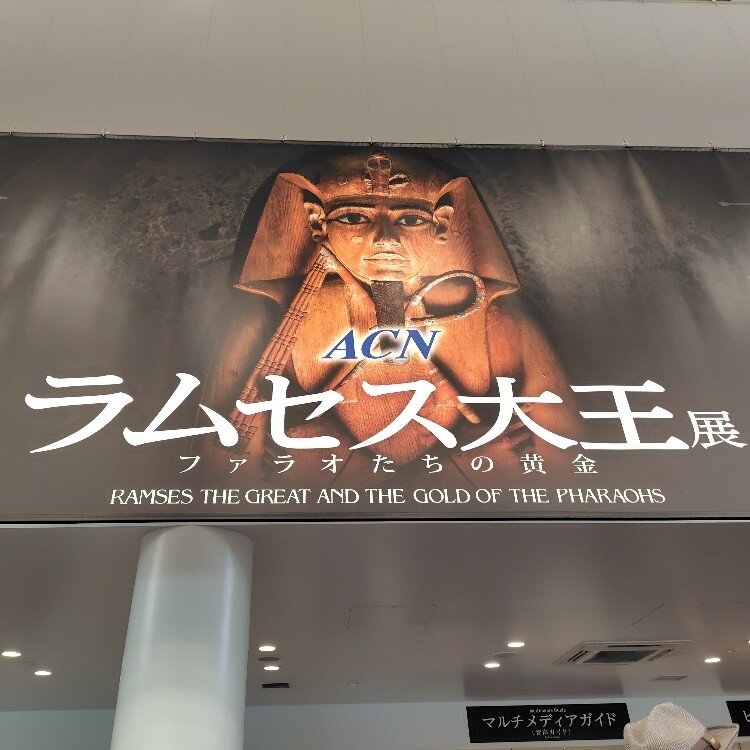 ACN
ラムセス大王展
ファラオたちの黄金
RAMSES THE GREAT AND THE GOLD OF THE PHARAOHS
マルチメディアガイド